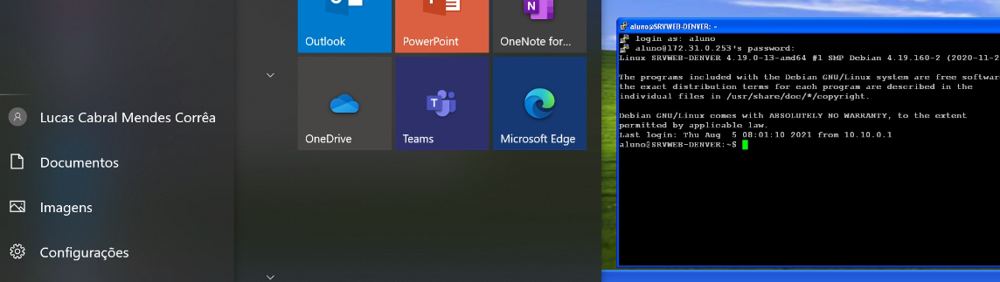 Outlook
PowerPoint
OneNote for...
OneDrive
Teams
Microsoft Edge
Lucas Cabral Mendes Corrêa
Documentos
Imagens
Configurações
aluno@SRVWEB-DENVER: ~
login as: aluno
aluno@172.31.0.253's password:
Linux SRVWEB-DENVER 4.19.0-13-amd64 #1 SMP Debian 4.19.160-2 (2020-11-2
The programs included with the Debian GNU/Linux system are free software
the exact distribution terms for each program are described in the
individual files in /usr/share/doc/*/copyright.
Debian GNU/Linux comes with ABSOLUTELY NO WARRANTY, to the extent
permitted by applicable law.
Last login: Thu Aug  5 08:01:10 2021 from 10.10.0.1
aluno@SRVWEB-DENVER:~$